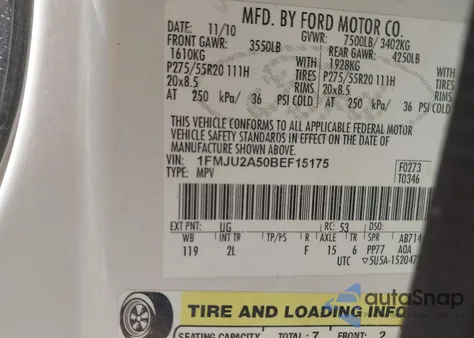 MFD. BY FORD MOTOR CO.
DATE: 11/10 GVWR: 7500LB/ 3402KG
FRONT GAWR: 3550LB REAR GAWR: 4250LB
1610KG WITH 1928KG WITH
P275/55R20 111H TIRES P275/55R20 111H TIRES
20x8.5 RIMS 20x8.5 RIMS
AT 250 kPa/ 36 PSI COLD AT 250 kPa/ 36 PSI COLD
THIS VEHICLE CONFORMS TO ALL APPLICABLE FEDERAL MOTOR
VEHICLE SAFETY STANDARDS IN EFFECT ON THE DATE OF
MANUFACTURE SHOWN ABOVE.
VIN: 1FMJU2A50BEF15175 F0273
TYPE: MPV T0346
EXT PNT: UG RC: 53 DSO:
WB INT TR TP/PS R AXLE TR SPR AB714
119 2L F 15 6 PP77 AOA
UTC ▽5U5A-152047
autoSnap
TIRE AND LOADING INFO
SEATING CAPACITY TOTAL: 7 FRONT: 2